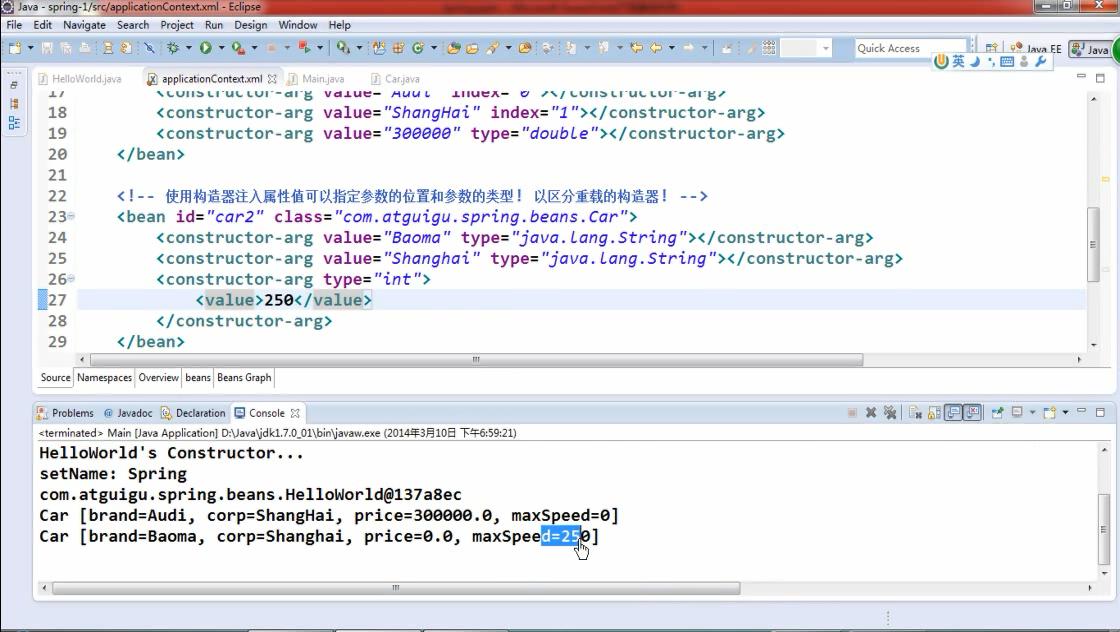 Java - spring-1/src/applicationContext.xml - Eclipse
File Edit Navigate Search Project Run Design Window Help
Quick Access
Java EE
Java
英
HelloWorld.java
applicationContext.xml
Main.java
Car.java
17 <constructor-arg value="Audi" index="0"></constructor-arg>
18 <constructor-arg value="ShangHai" index="1"></constructor-arg>
19 <constructor-arg value="300000" type="double"></constructor-arg>
20 </bean>
21
22 <!-- 使用构造器注入属性值可以指定参数的位置和参数的类型! 以区分重载的构造器! -->
23 <bean id="car2" class="com.atguigu.spring.beans.Car">
24 <constructor-arg value="Baoma" type="java.lang.String"></constructor-arg>
25 <constructor-arg value="Shanghai" type="java.lang.String"></constructor-arg>
26 <constructor-arg type="int">
27 <value>250</value>
28 </constructor-arg>
29 </bean>
Source Namespaces Overview beans Beans Graph
Problems @ Javadoc Declaration Console
<terminated> Main [Java Application] D:\Java\jdk1.7.0_01\bin\javaw.exe (2014年3月10日 下午6:59:21)
HelloWorld's Constructor...
setName: Spring
com.atguigu.spring.beans.HelloWorld@137a8ec
Car [brand=Audi, corp=ShangHai, price=300000.0, maxSpeed=0]
Car [brand=Baoma, corp=Shanghai, price=0.0, maxSpeed=250]